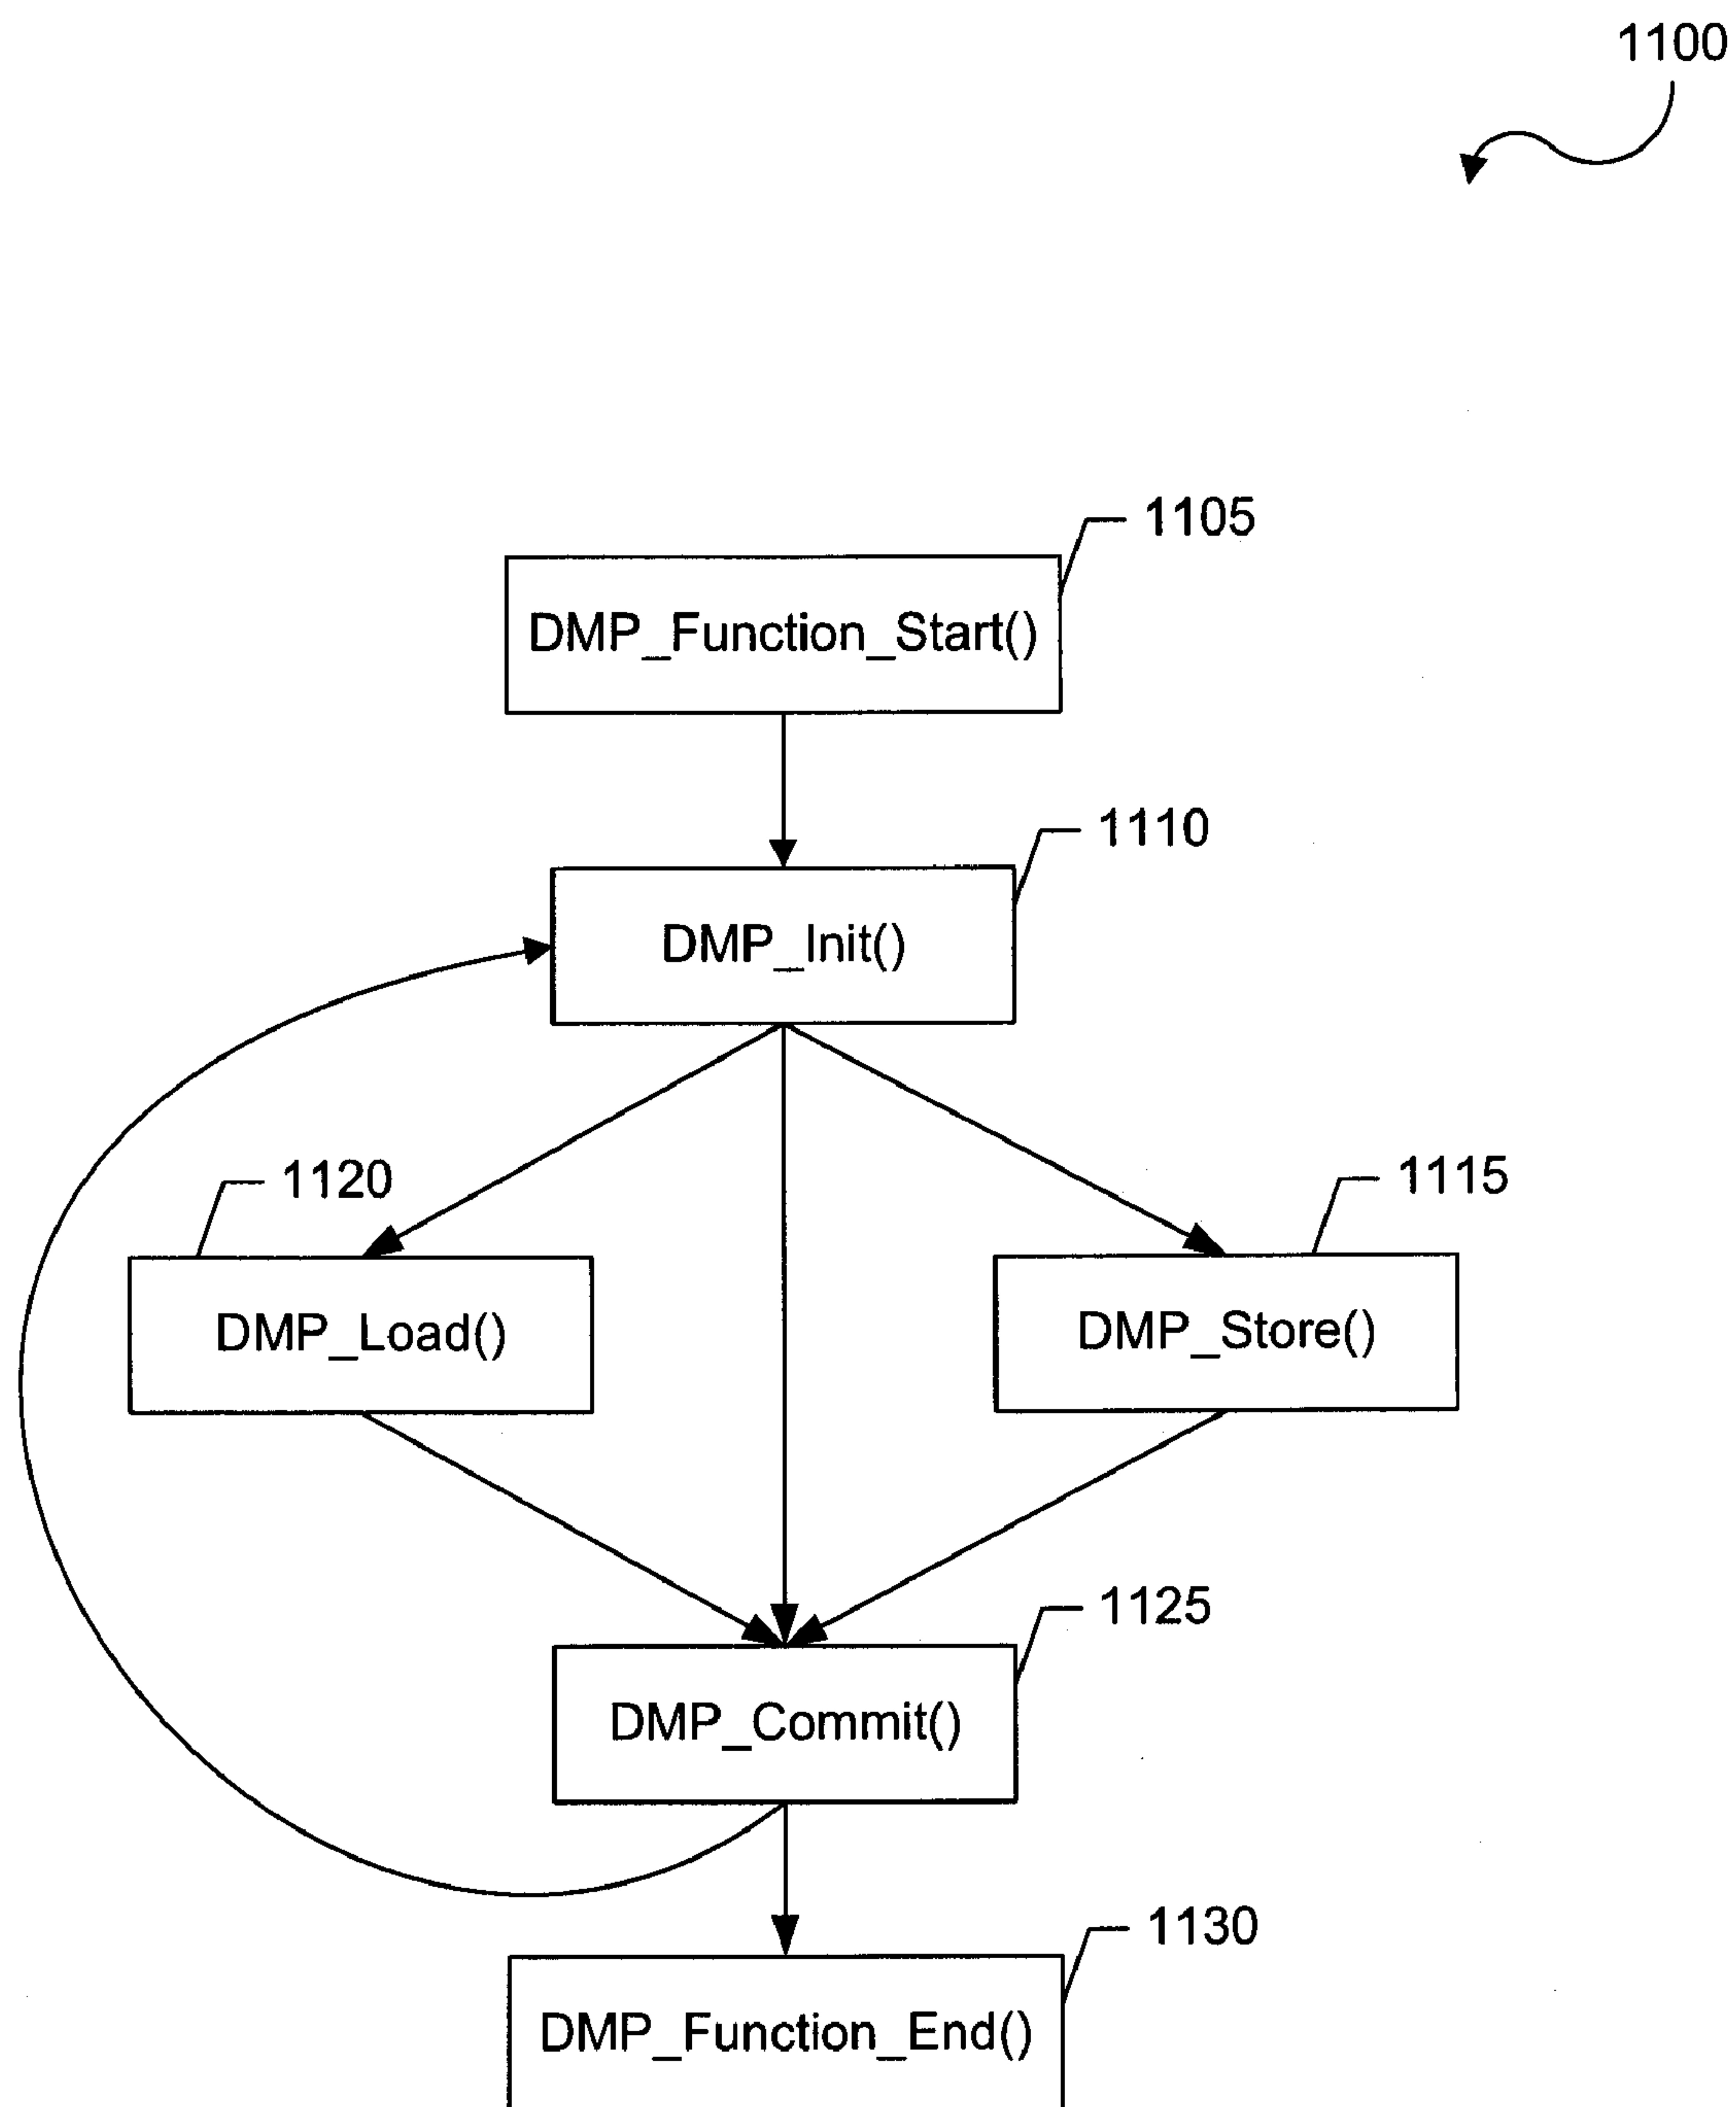 1100
1105
DMP_Function_Start()
1110
DMP_Init()
1120
1115
DMP_Load()
DMP_Store()
1125
DMP_Commit()
1130
DMP_Function_End()